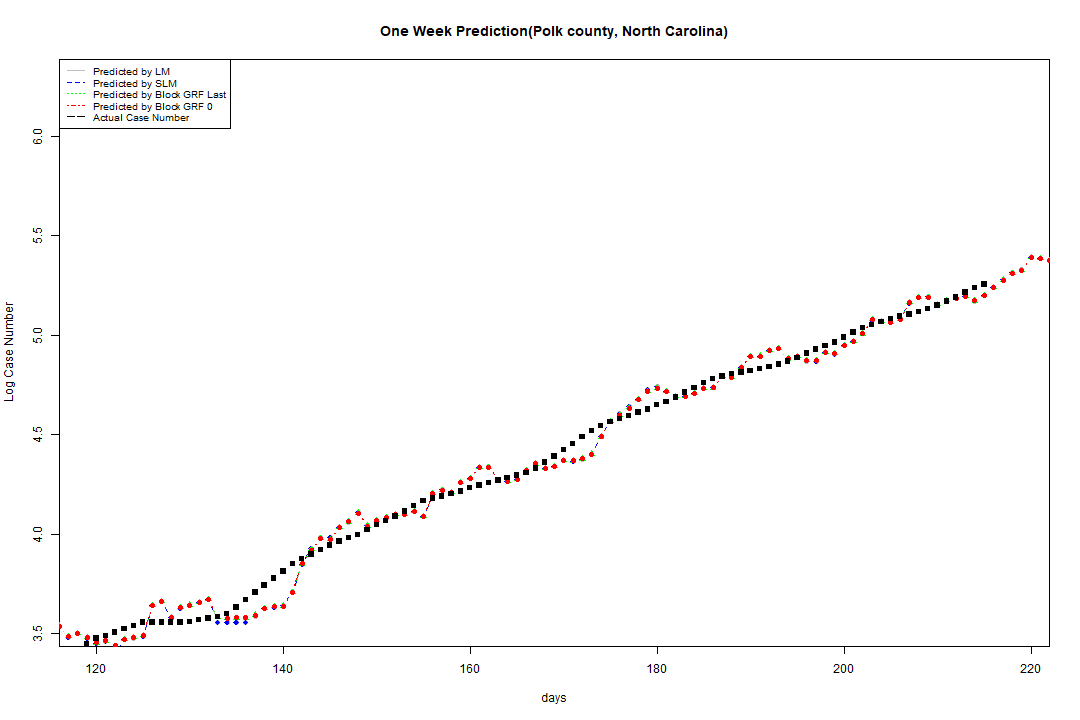 One Week Prediction(Polk county, North Carolina)
Predicted by LM
Predicted by SLM
Predicted by Block GRF Last
Predicted by Block GRF 0
Actual Case Number
6.0
5.5
5.0
4.5
4.0
3.5
Log Case Number
120 140 160 180 200 220
days